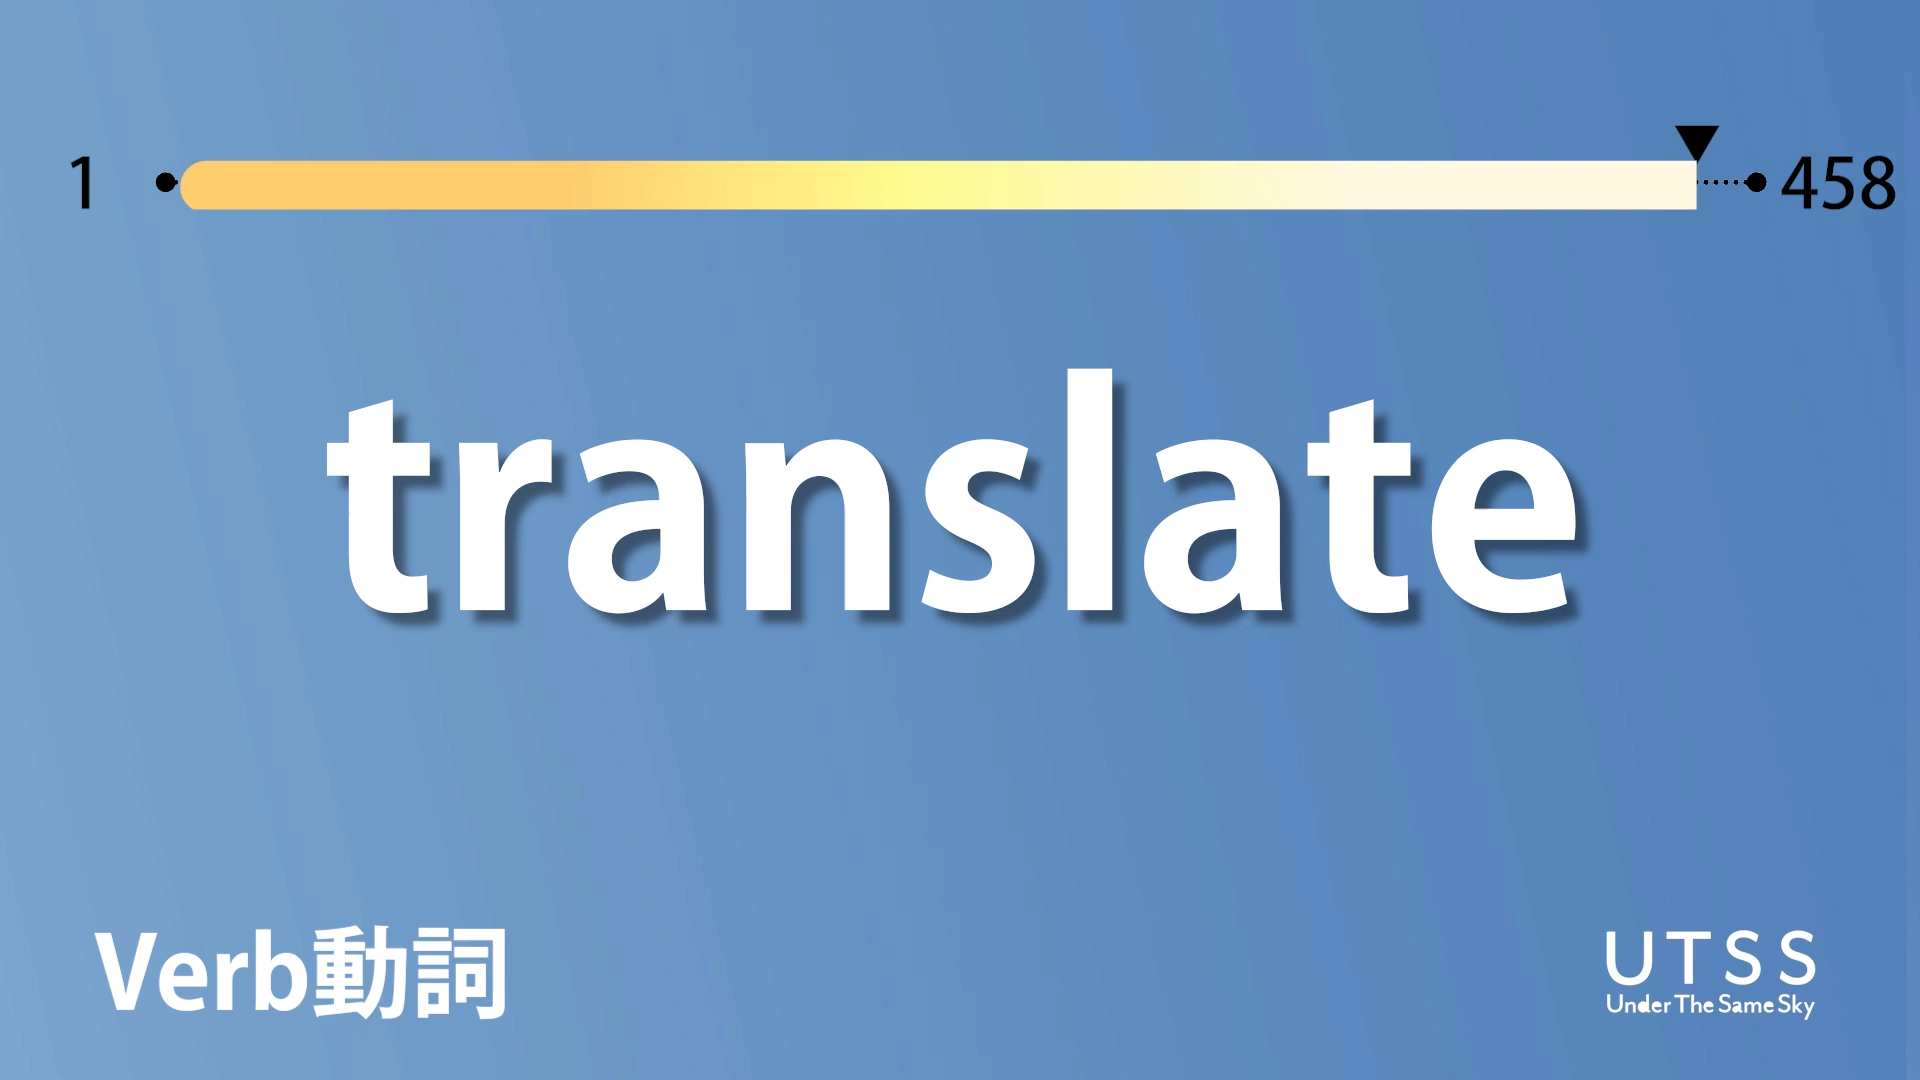 1 458
translate
Verb動詞
UTSS
Under The Same Sky